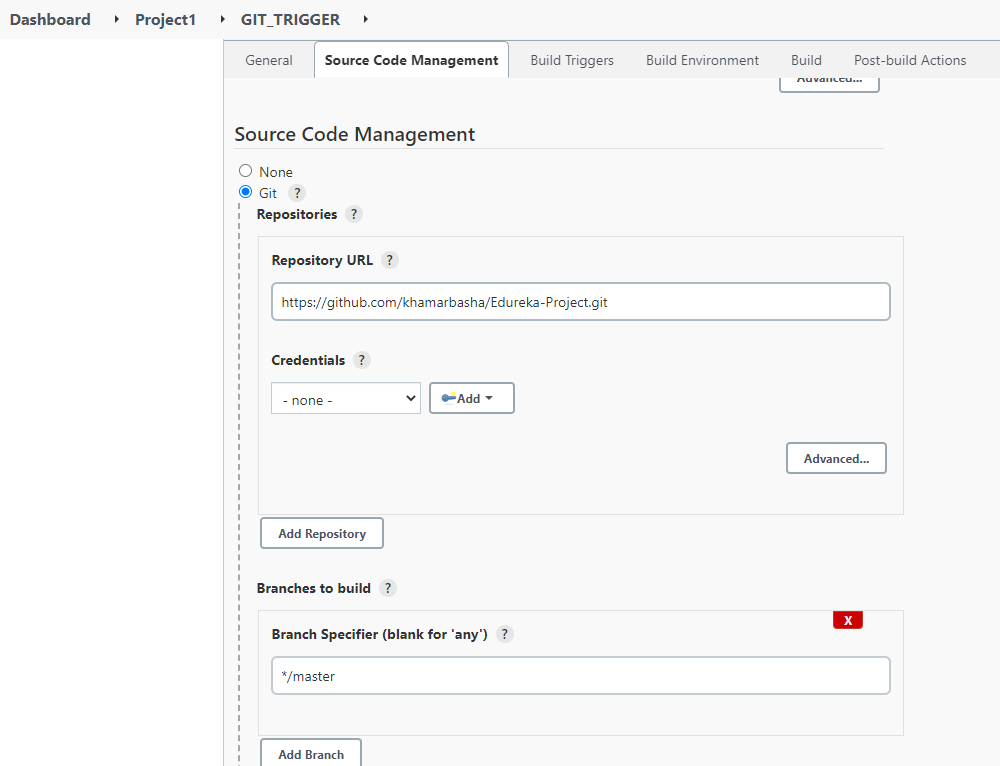 Dashboard Project1 GIT_TRIGGER
General Source Code Management Build Triggers Build Environment Build Post-build Actions
Advanced...
Source Code Management
None
Git ?
Repositories ?
Repository URL ?
https://github.com/khamarbasha/Edureka-Project.git
Credentials ?
- none - Add
Advanced...
Add Repository
Branches to build ?
X
Branch Specifier (blank for 'any') ?
*/master
Add Branch